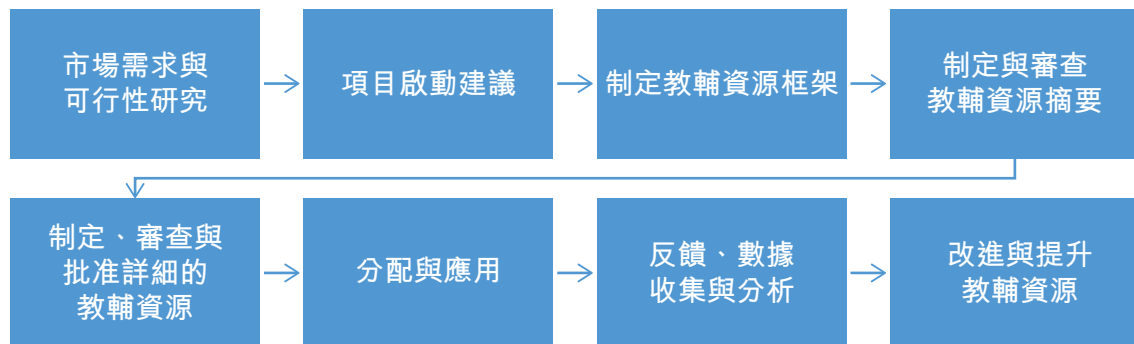 市場需求與
可行性研究
項目啟動建議
制定教輔資源框架
制定與審查
教輔資源摘要
制定、審查與
批准詳細的
教輔資源
分配與應用
反饋、數據
收集與分析
改進與提升
教輔資源